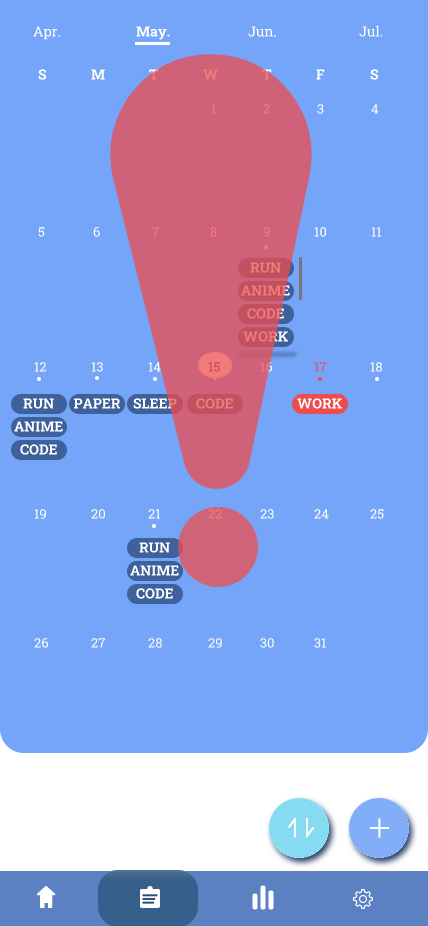 Apr. May. Jun. Jul.
S M T W T F S
1 2 3 4
5 6 7 8 9 10 11
RUN
ANIME
CODE
WORK
12 13 14 15 16 17 18
RUN PAPER SLEEP CODE WORK
ANIME
CODE
19 20 21 22 23 24 25
RUN
ANIME
CODE
26 27 28 29 30 31